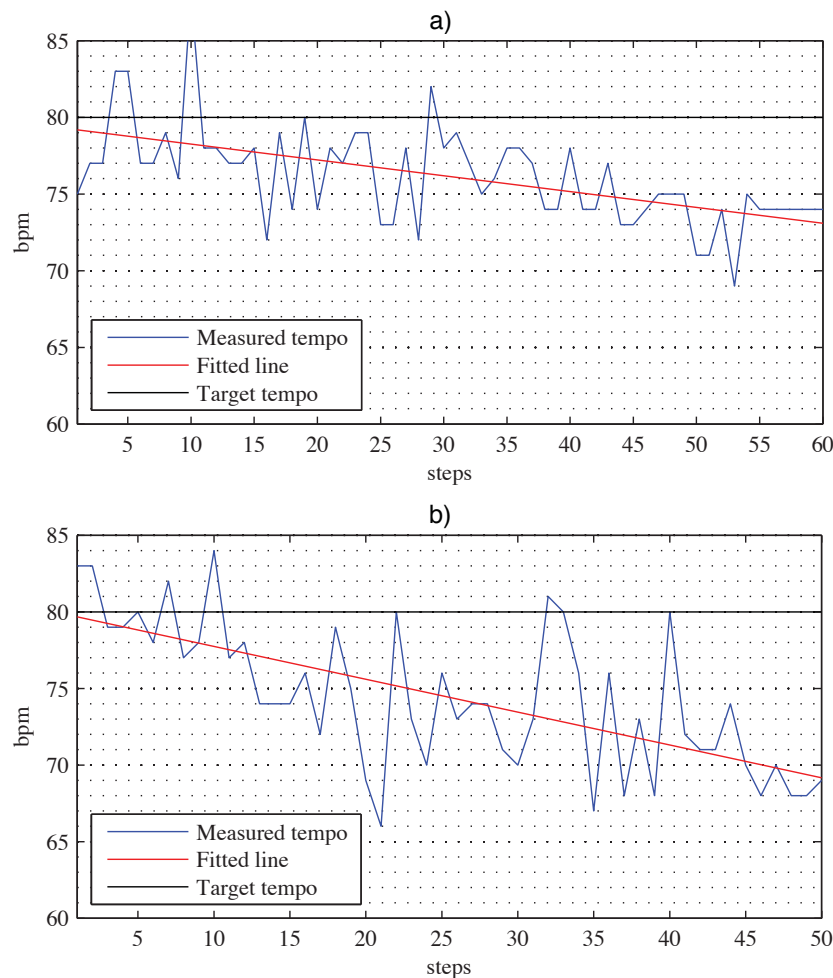 a)
85
80
75
70
65
60
bpm
Measured tempo
Fitted line
Target tempo
5 10 15 20 25 30 35 40 45 50 55 60
steps
b)
85
80
75
70
65
60
bpm
Measured tempo
Fitted line
Target tempo
5 10 15 20 25 30 35 40 45 50
steps